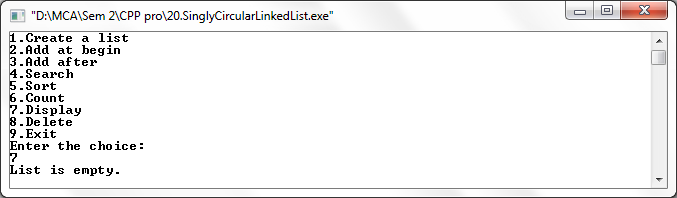 "D:\MCA\Sem 2\CPP pro\20.SinglyCircularLinkedList.exe"
1.Create a list
2.Add at begin
3.Add after
4.Search
5.Sort
6.Count
7.Display
8.Delete
9.Exit
Enter the choice:
7
List is empty.